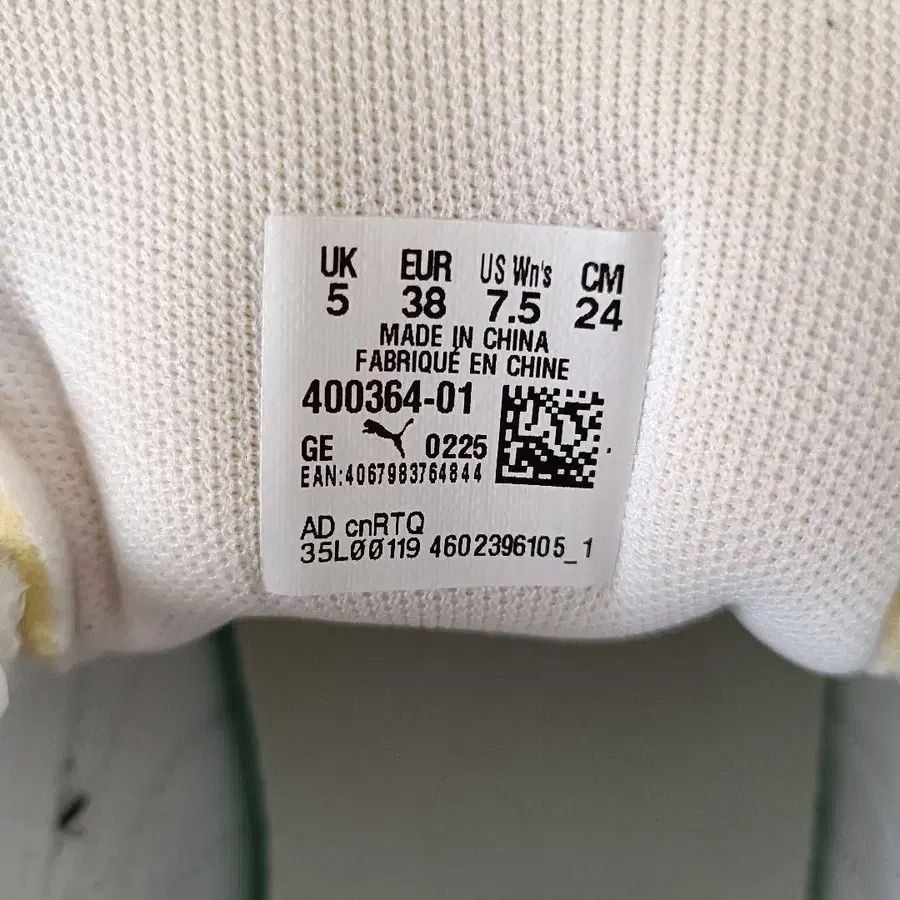 UK EUR US Wn's CM
5 38 7.5 24
MADE IN CHINA
FABRIQUÉ EN CHINE
400364-01
GE 0225
EAN:4067983764844
AD cnRTQ
35L00119 4602396105_1